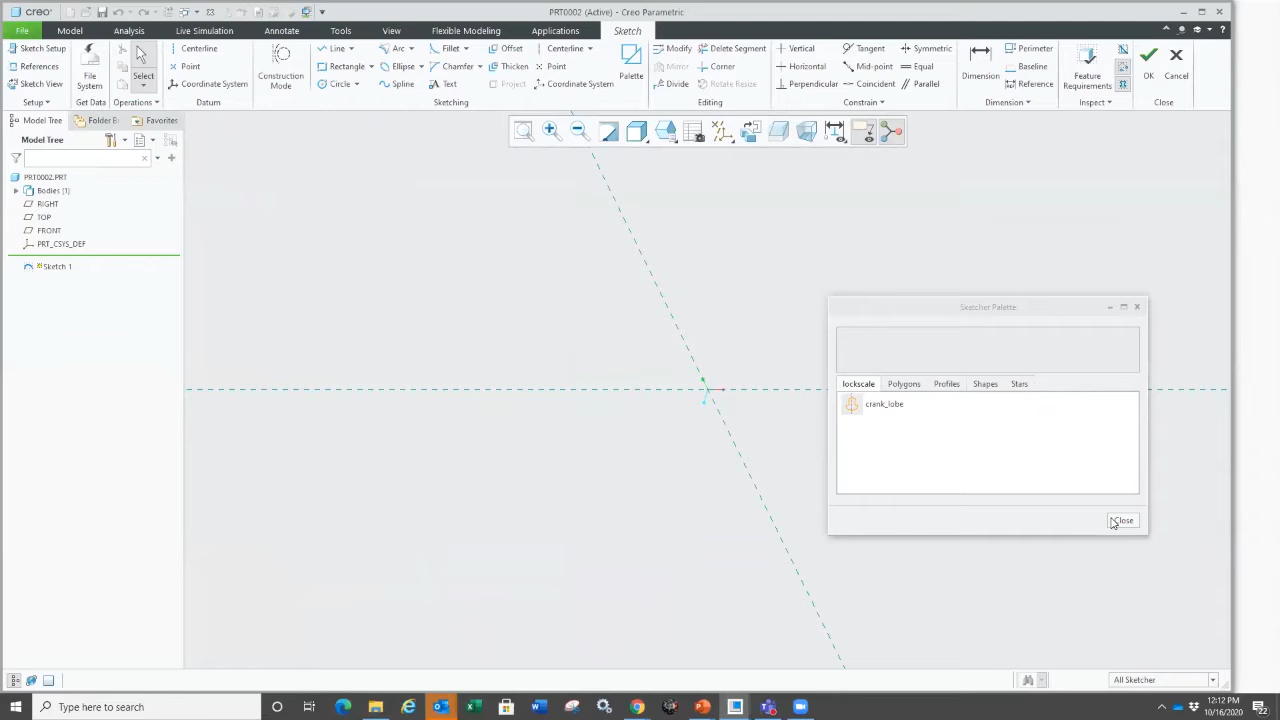 creo
PRT0002 (Active) - Creo Parametric
File Model Analysis Live Simulation Annotate Tools View Flexible Modeling Applications Sketch
Sketch Setup
References
Sketch View
Setup
File System
Get Data
Select
Operations
Centerline
Point
Coordinate System
Datum
Construction Mode
Line Arc Fillet Offset Centerline
Rectangle Ellipse Chamfer Thicken Point
Circle Spline Text Project Coordinate System
Palette
Sketching
Modify Delete Segment
Mirror Corner
Divide Rotate Resize
Editing
Vertical Tangent Symmetric
Horizontal Mid-point Equal
Perpendicular Coincident Parallel
Constrain
Dimension
Perimeter
Baseline
Reference
Dimension
Feature Requirements
Inspect
OK
Cancel
Close
Model Tree Folder B Favorites
Model Tree
PRT0002.PRT
Bodies (1)
RIGHT
TOP
FRONT
PRT_CSYS_DEF
Sketch 1
Sketcher Palette
lockscale Polygons Profiles Shapes Stars
crank_lobe
Close
All Sketcher
Type here to search
12:12 PM
10/16/2020
22